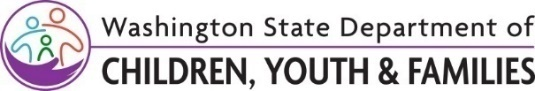 Washington State Department of
CHILDREN, YOUTH & FAMILIES